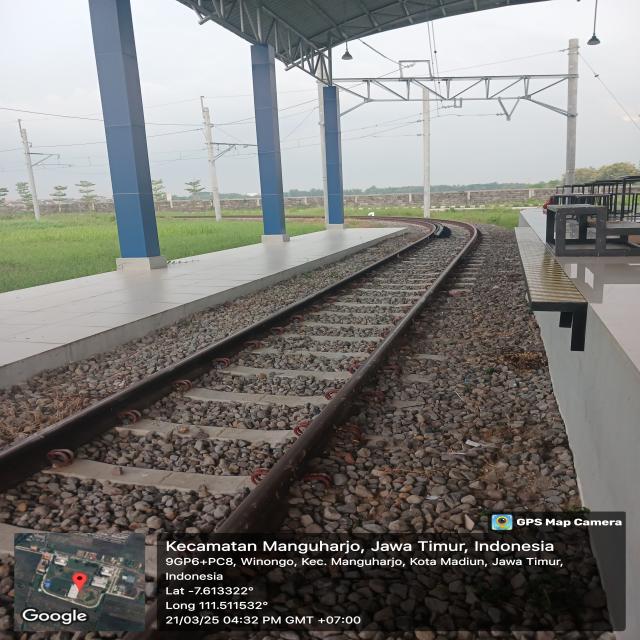 GPS Map Camera
Kecamatan Manguharjo, Jawa Timur, Indonesia
9GP6+PC8, Winongo, Kec. Manguharjo, Kota Madiun, Jawa Timur,
Indonesia
Lat -7.613322°
Long 111.511532°
21/03/25 04:32 PM GMT +07:00
Google